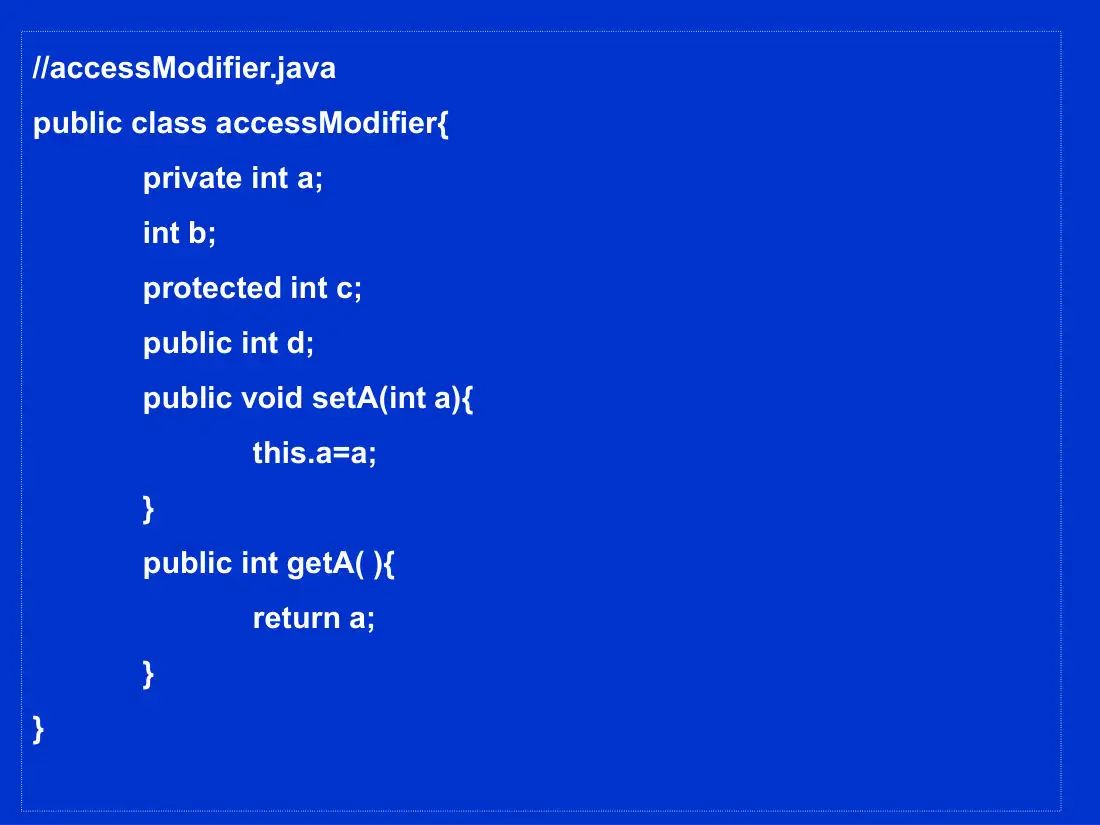 //accessModifier.java
public class accessModifier{
private int a;
int b;
protected int c;
public int d;
public void setA(int a){
this.a=a;
}
public int getA( ){
return a;
}
}